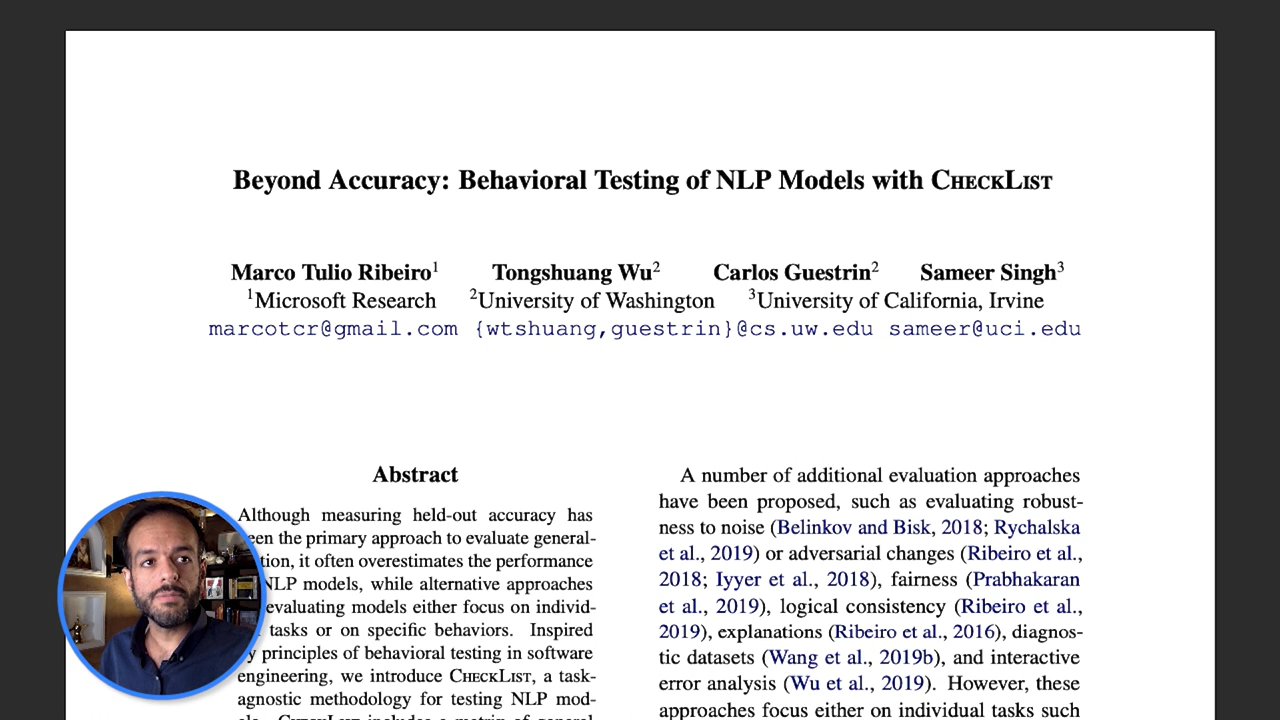 Beyond Accuracy: Behavioral Testing of NLP Models with CheckList
Marco Tulio Ribeiro1 Tongshuang Wu2 Carlos Guestrin2 Sameer Singh3
1Microsoft Research 2University of Washington 3University of California, Irvine
marcotcr@gmail.com {wtshuang,guestrin}@cs.uw.edu sameer@uci.edu
Abstract
Although measuring held-out accuracy has
the primary approach to evaluate general-
it often overestimates the performance
NLP models, while alternative approaches
evaluating models either focus on individ-
tasks or on specific behaviors. Inspired
principles of behavioral testing in software
engineering, we introduce CheckList, a task-
agnostic methodology for testing NLP mod-
A number of additional evaluation approaches
have been proposed, such as evaluating robust-
ness to noise (Belinkov and Bisk, 2018; Rychalska
et al., 2019) or adversarial changes (Ribeiro et al.,
2018; Iyyer et al., 2018), fairness (Prabhakaran
et al., 2019), logical consistency (Ribeiro et al.,
2019), explanations (Ribeiro et al., 2016), diagnos-
tic datasets (Wang et al., 2019b), and interactive
error analysis (Wu et al., 2019). However, these
approaches focus either on individual tasks such